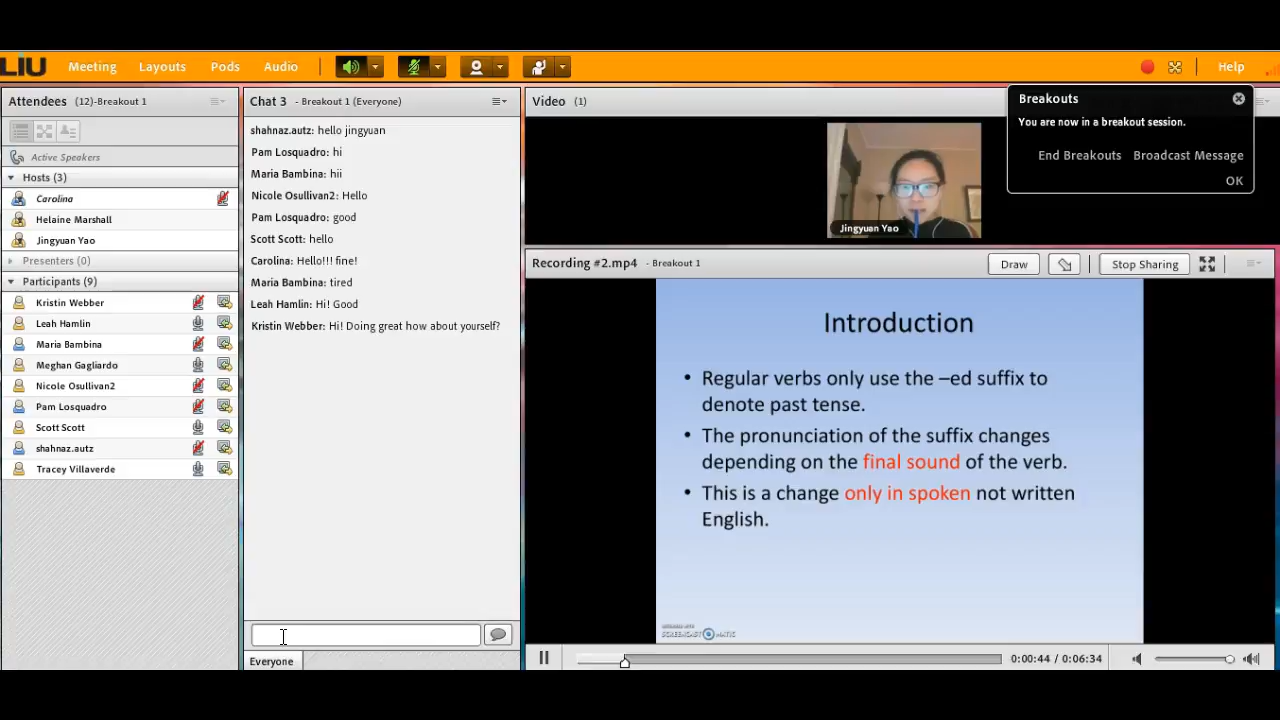 LIU Meeting Layouts Pods Audio Help
Attendees (12)-Breakout 1
Active Speakers
Hosts (3)
Carolina
Helaine Marshall
Jingyuan Yao
Presenters (0)
Participants (9)
Kristin Webber
Leah Hamlin
Maria Bambina
Meghan Gagliardo
Nicole Osullivan2
Pam Losquadro
Scott Scott
shahnaz.autz
Tracey Villaverde
Chat 3 - Breakout 1 (Everyone)
shahnaz.autz: hello jingyuan
Pam Losquadro: hi
Maria Bambina: hii
Nicole Osullivan2: Hello
Pam Losquadro: good
Scott Scott: hello
Carolina: Hello!!! fine!
Maria Bambina: tired
Leah Hamlin: Hi! Good
Kristin Webber: Hi! Doing great how about yourself?
Everyone
Video (1)
Jingyuan Yao
Breakouts
You are now in a breakout session.
End Breakouts Broadcast Message
OK
Recording #2.mp4 - Breakout 1
Draw Stop Sharing
Introduction
• Regular verbs only use the –ed suffix to
denote past tense.
• The pronunciation of the suffix changes
depending on the final sound of the verb.
• This is a change only in spoken not written
English.
SCREENCAST MATIC
0:00:44 / 0:06:34